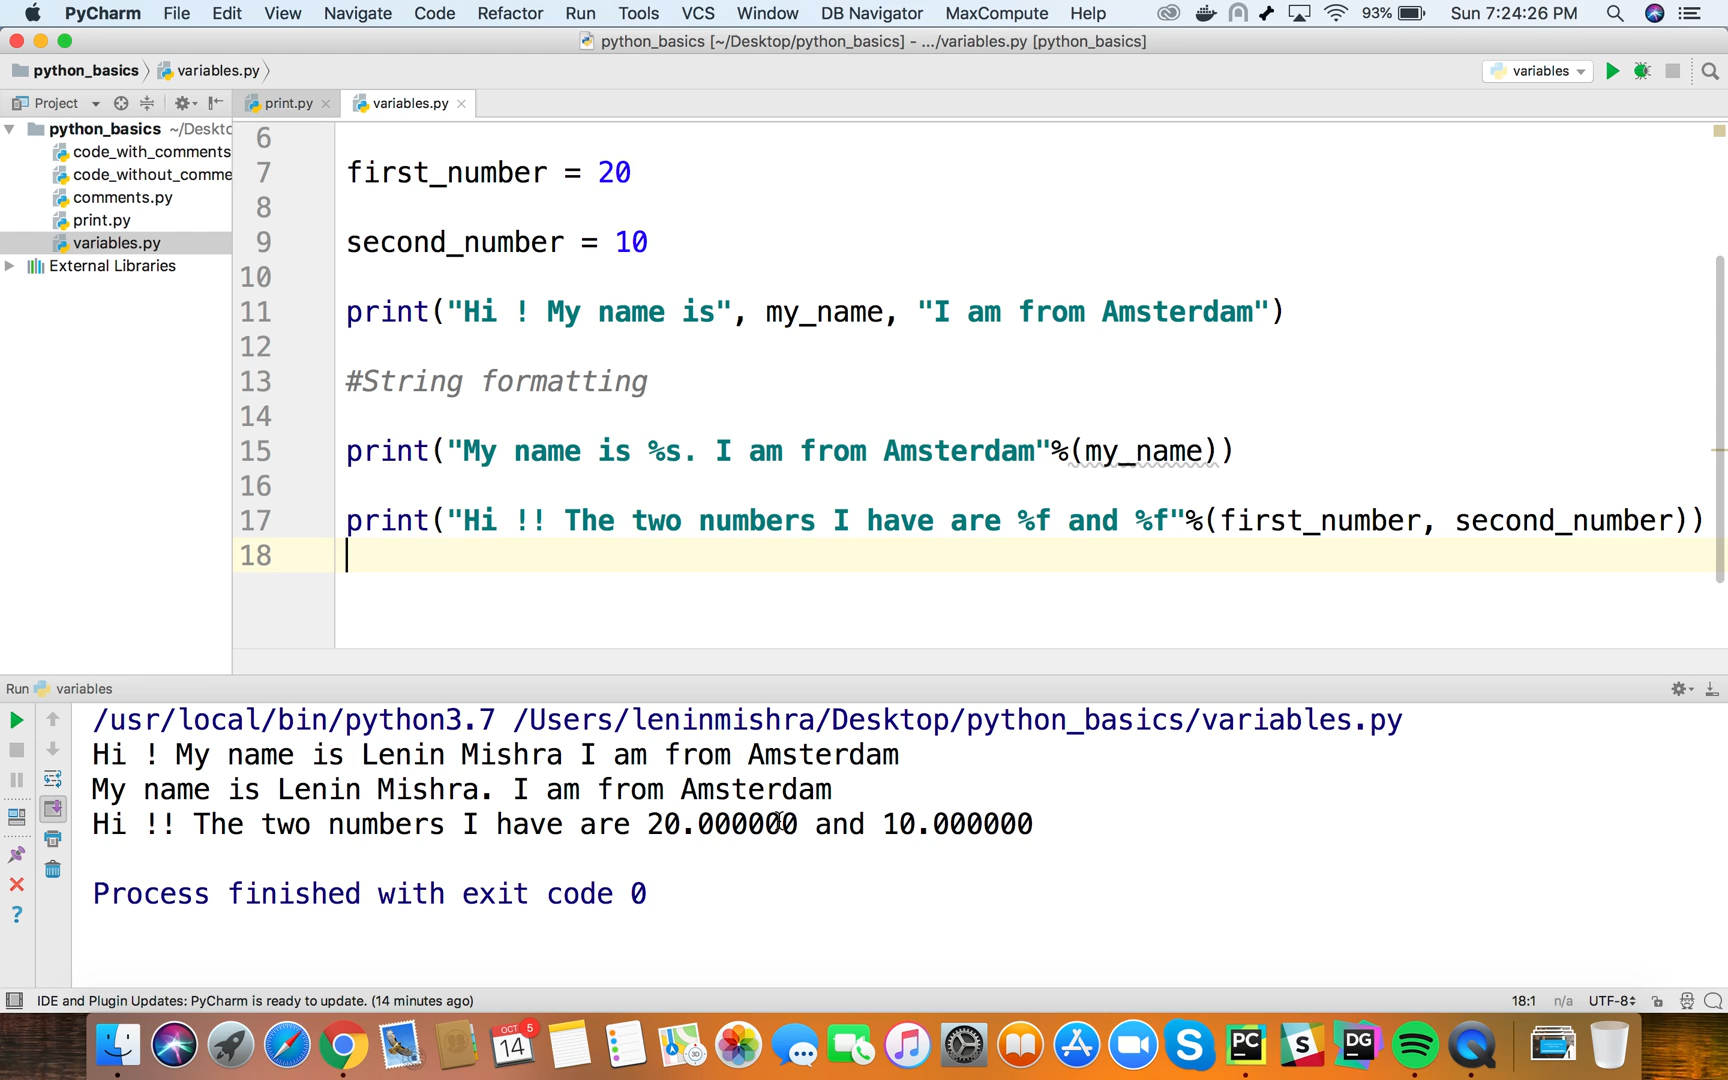 PyCharm File Edit View Navigate Code Refactor Run Tools VCS Window DB Navigator MaxCompute Help 93% Sun 7:24:26 PM
python_basics [~/Desktop/python_basics] - .../variables.py [python_basics]
python_basics variables.py variables
Project print.py variables.py
python_basics ~/Deskto
code_with_comments
code_without_comme
comments.py
print.py
variables.py
External Libraries
6
7 first_number = 20
8
9 second_number = 10
10
11 print("Hi ! My name is", my_name, "I am from Amsterdam")
12
13 #String formatting
14
15 print("My name is %s. I am from Amsterdam"%(my_name))
16
17 print("Hi !! The two numbers I have are %f and %f"%(first_number, second_number))
18
Run variables
/usr/local/bin/python3.7 /Users/leninmishra/Desktop/python_basics/variables.py
Hi ! My name is Lenin Mishra I am from Amsterdam
My name is Lenin Mishra. I am from Amsterdam
Hi !! The two numbers I have are 20.000000 and 10.000000
Process finished with exit code 0
?
IDE and Plugin Updates: PyCharm is ready to update. (14 minutes ago) 18:1 n/a UTF-8
OCT 5
14
PC
S
DG